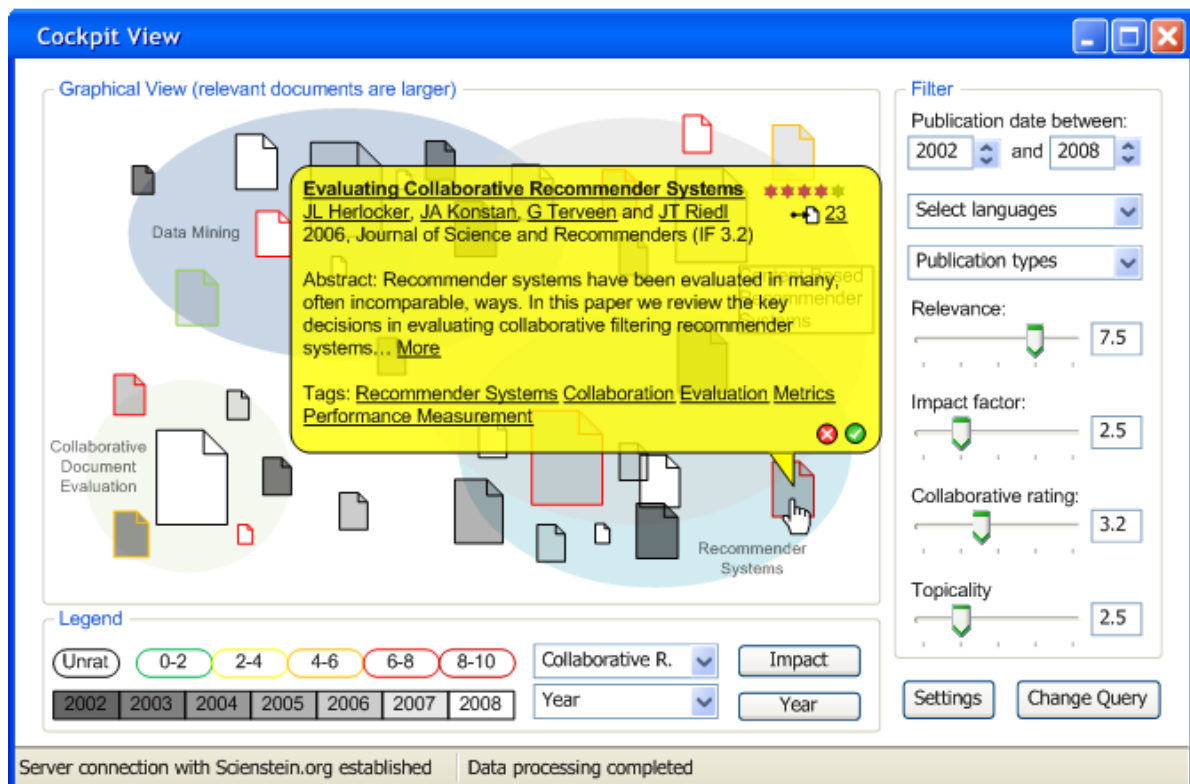 Cockpit View
Graphical View (relevant documents are larger)
Data Mining
Evaluating Collaborative Recommender Systems
JL Herlocker, JA Konstan, G Terveen and JT Riedl
23
2006, Journal of Science and Recommenders (IF 3.2)
Abstract: Recommender systems have been evaluated in many,
often incomparable, ways. In this paper we review the key
decisions in evaluating collaborative filtering recommender
systems... More
Tags: Recommender Systems Collaboration Evaluation Metrics
Performance Measurement
Content Based
Recommender
Systems
Collaborative
Document
Evaluation
Recommender
Systems
Legend
Unrat 0-2 2-4 4-6 6-8 8-10
2002 2003 2004 2005 2006 2007 2008
Collaborative R. Impact
Year Year
Filter
Publication date between:
2002 and 2008
Select languages
Publication types
Relevance:
7.5
Impact factor:
2.5
Collaborative rating:
3.2
Topicality
2.5
Settings Change Query
Server connection with Scienstein.org established Data processing completed